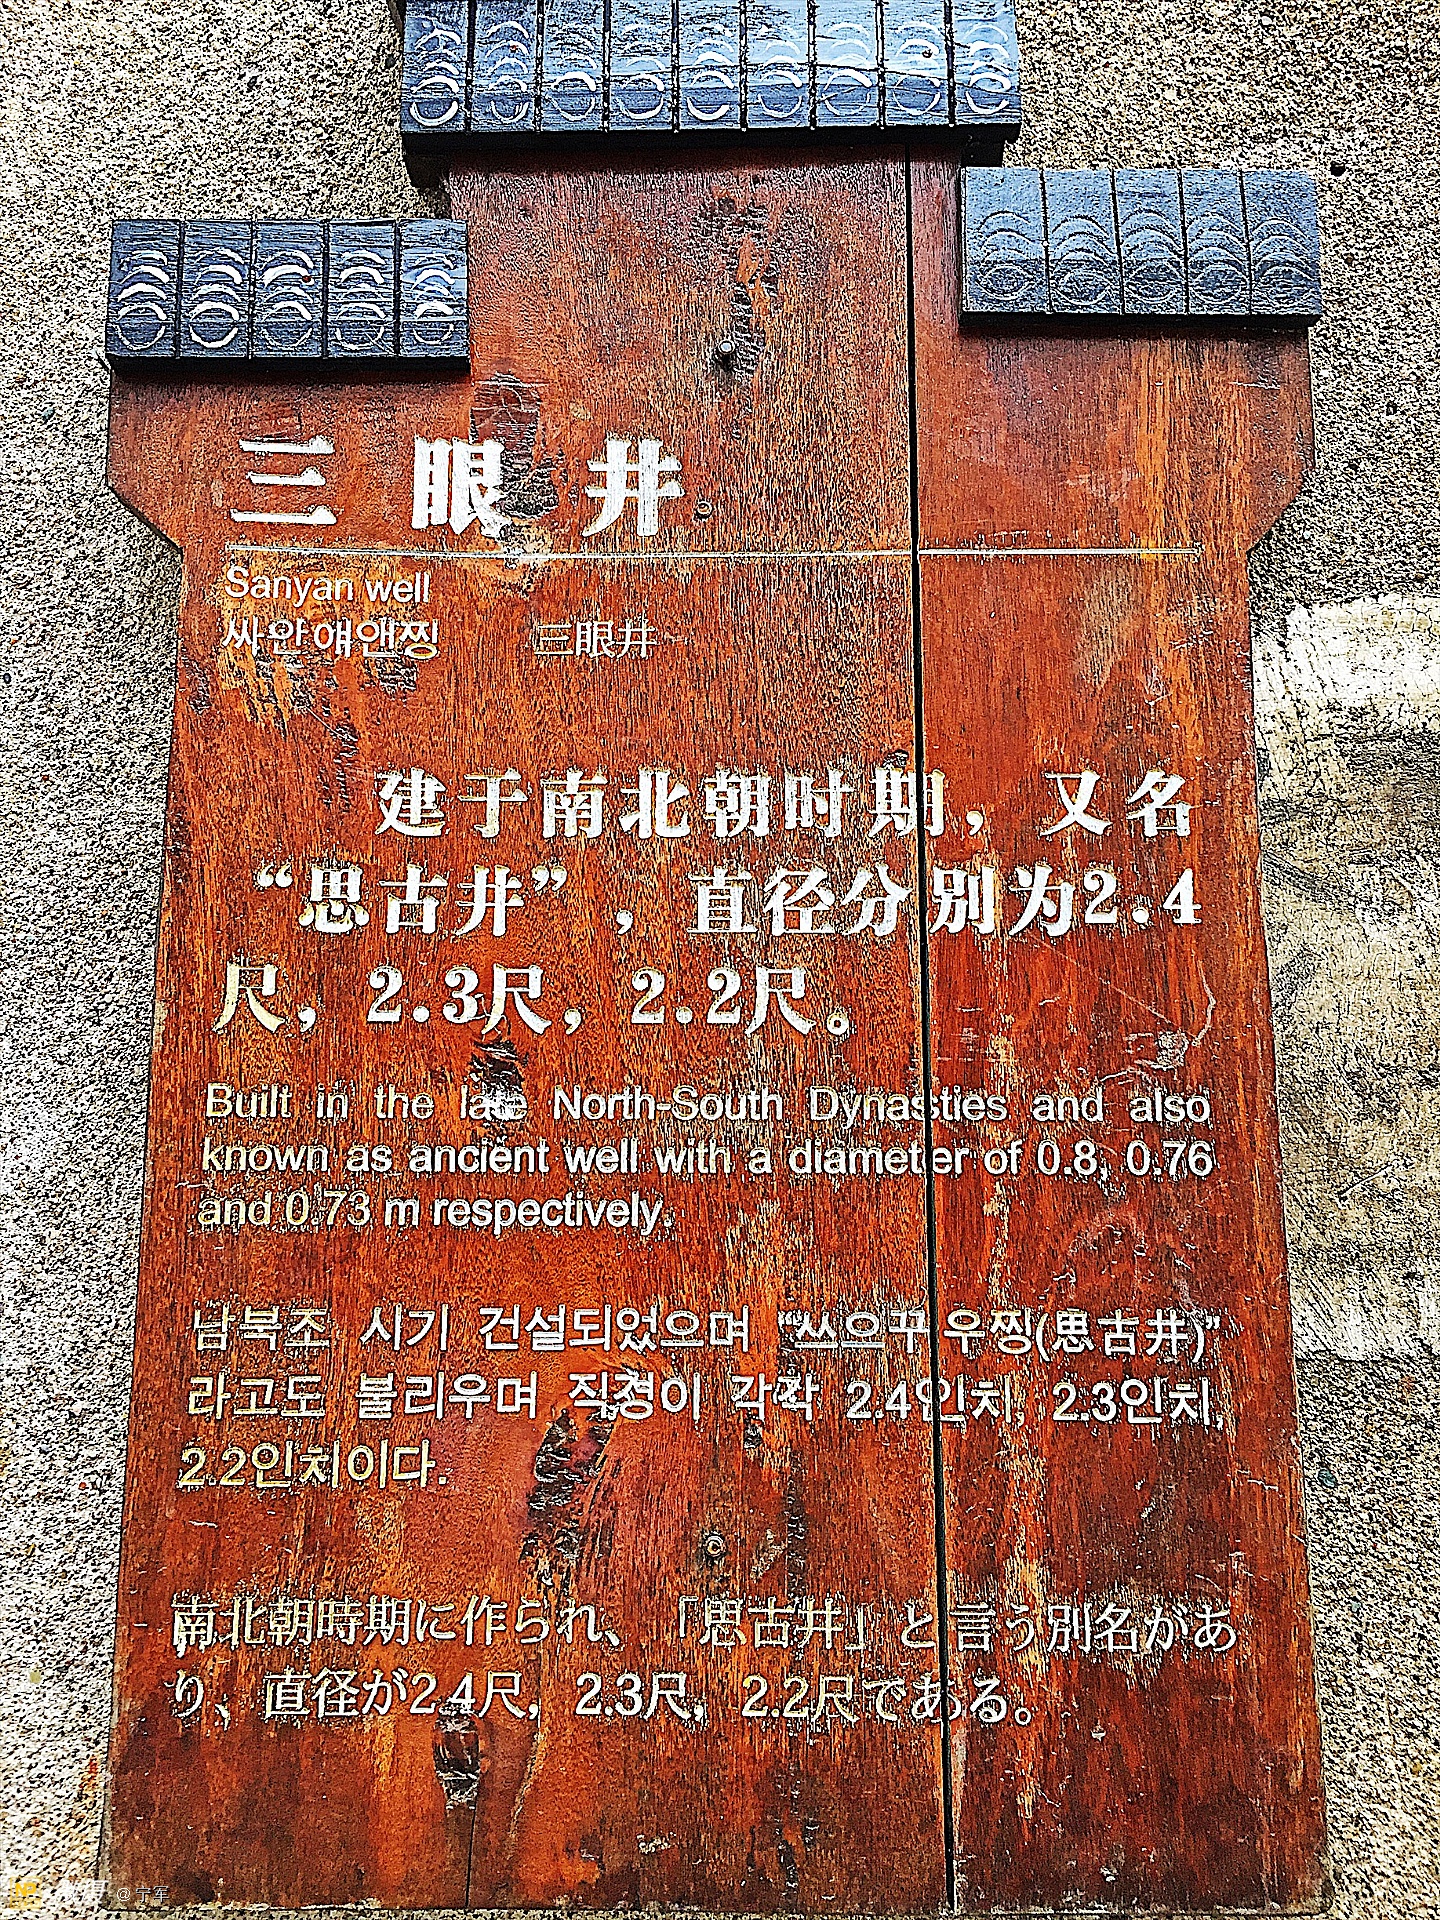 三眼井
Sanyan well
싸안얘앤찡 三眼井
建于南北朝时期，又名
“思古井”，直径分别为2.4
尺，2.3尺，2.2尺。
Built in the late North-South Dynasties and also
known as ancient well with a diameter of 0.8, 0.76
and 0.73 m respectively.
남북조 시기 건설되었으며 “쓰으꾸우찡(思古井)”
라고도 불리우며 직경이 각각 2.4인치, 2.3인치,
2.2인치이다.
南北朝時期に作られ、「思古井」と言う別名があ
り、直径が2.4尺，2.3尺，2.2尺である。
@宁军